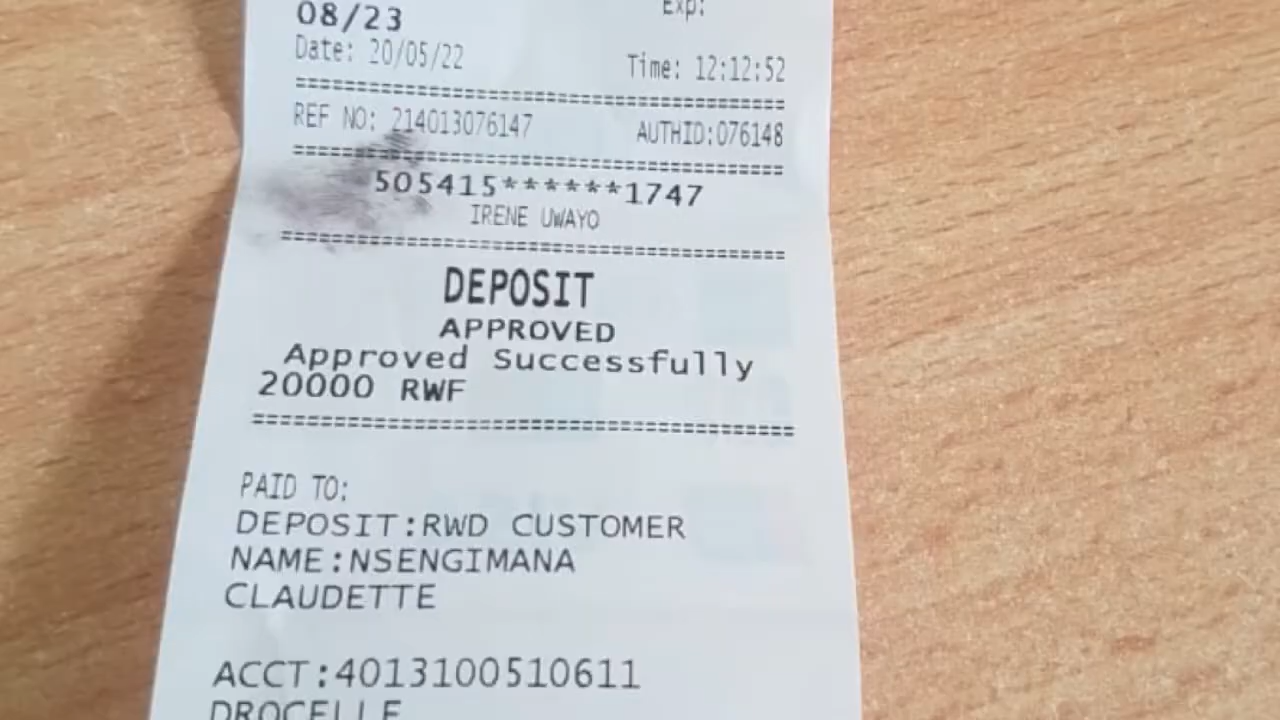 Exp:
08/23
Date: 20/05/22 Time: 12:12:52
================================
REF NO: 214013076147 AUTHID:076148
================================
505415******1747
IRENE UWAYO
================================
DEPOSIT
APPROVED
Approved Successfully
20000 RWF
================================
PAID TO:
DEPOSIT:RWD CUSTOMER
NAME:NSENGIMANA
CLAUDETTE
ACCT:4013100510611
DROCELLE